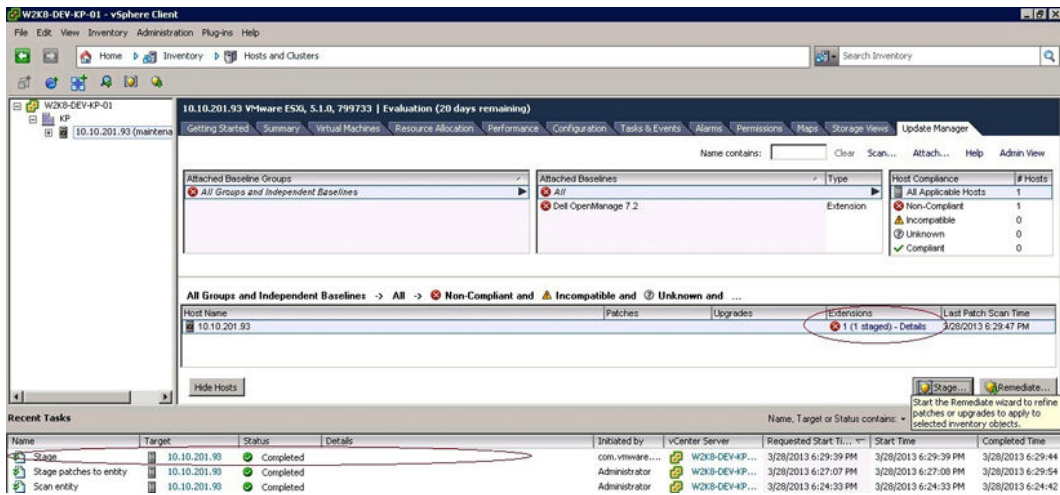 W2K8-DEV-KP-01 - vSphere Client
File Edit View Inventory Administration Plug-ins Help
Home Inventory Hosts and Clusters
Search Inventory
W2K8-DEV-KP-01
KP
10.10.201.93 (maintena
10.10.201.93 VMware ESXi, 5.1.0, 799733 | Evaluation (20 days remaining)
Getting Started Summary Virtual Machines Resource Allocation Performance Configuration Tasks & Events Alarms Permissions Maps Storage Views Update Manager
Name contains: Clear Scan... Attach... Help Admin View
Attached Baseline Groups
All Groups and Independent Baselines
Attached Baselines Type
All
Dell OpenManage 7.2 Extension
Host Compliance # Hosts
All Applicable Hosts 1
Non-Compliant 1
Incompatible 0
Unknown 0
Compliant 0
All Groups and Independent Baselines -> All -> Non-Compliant and Incompatible and Unknown and ...
Host Name Patches Upgrades Extensions Last Patch Scan Time
10.10.201.93 1 (1 staged) - Details 3/28/2013 6:29:47 PM
Hide Hosts Stage... Remediate...
Start the Remediate wizard to refine
patches or upgrades to apply to
selected inventory objects.
Recent Tasks
Name, Target or Status contains:
Name Target Status Details Initiated by vCenter Server Requested Start Ti... Start Time Completed Time
Stage 10.10.201.93 Completed com.vmware.... W2K8-DEV-KP... 3/28/2013 6:29:39 PM 3/28/2013 6:29:39 PM 3/28/2013 6:29:44
Stage patches to entity 10.10.201.93 Completed Administrator W2K8-DEV-KP... 3/28/2013 6:27:07 PM 3/28/2013 6:27:08 PM 3/28/2013 6:29:54
Scan entity 10.10.201.93 Completed Administrator W2K8-DEV-KP... 3/28/2013 6:24:33 PM 3/28/2013 6:24:33 PM 3/28/2013 6:24:42